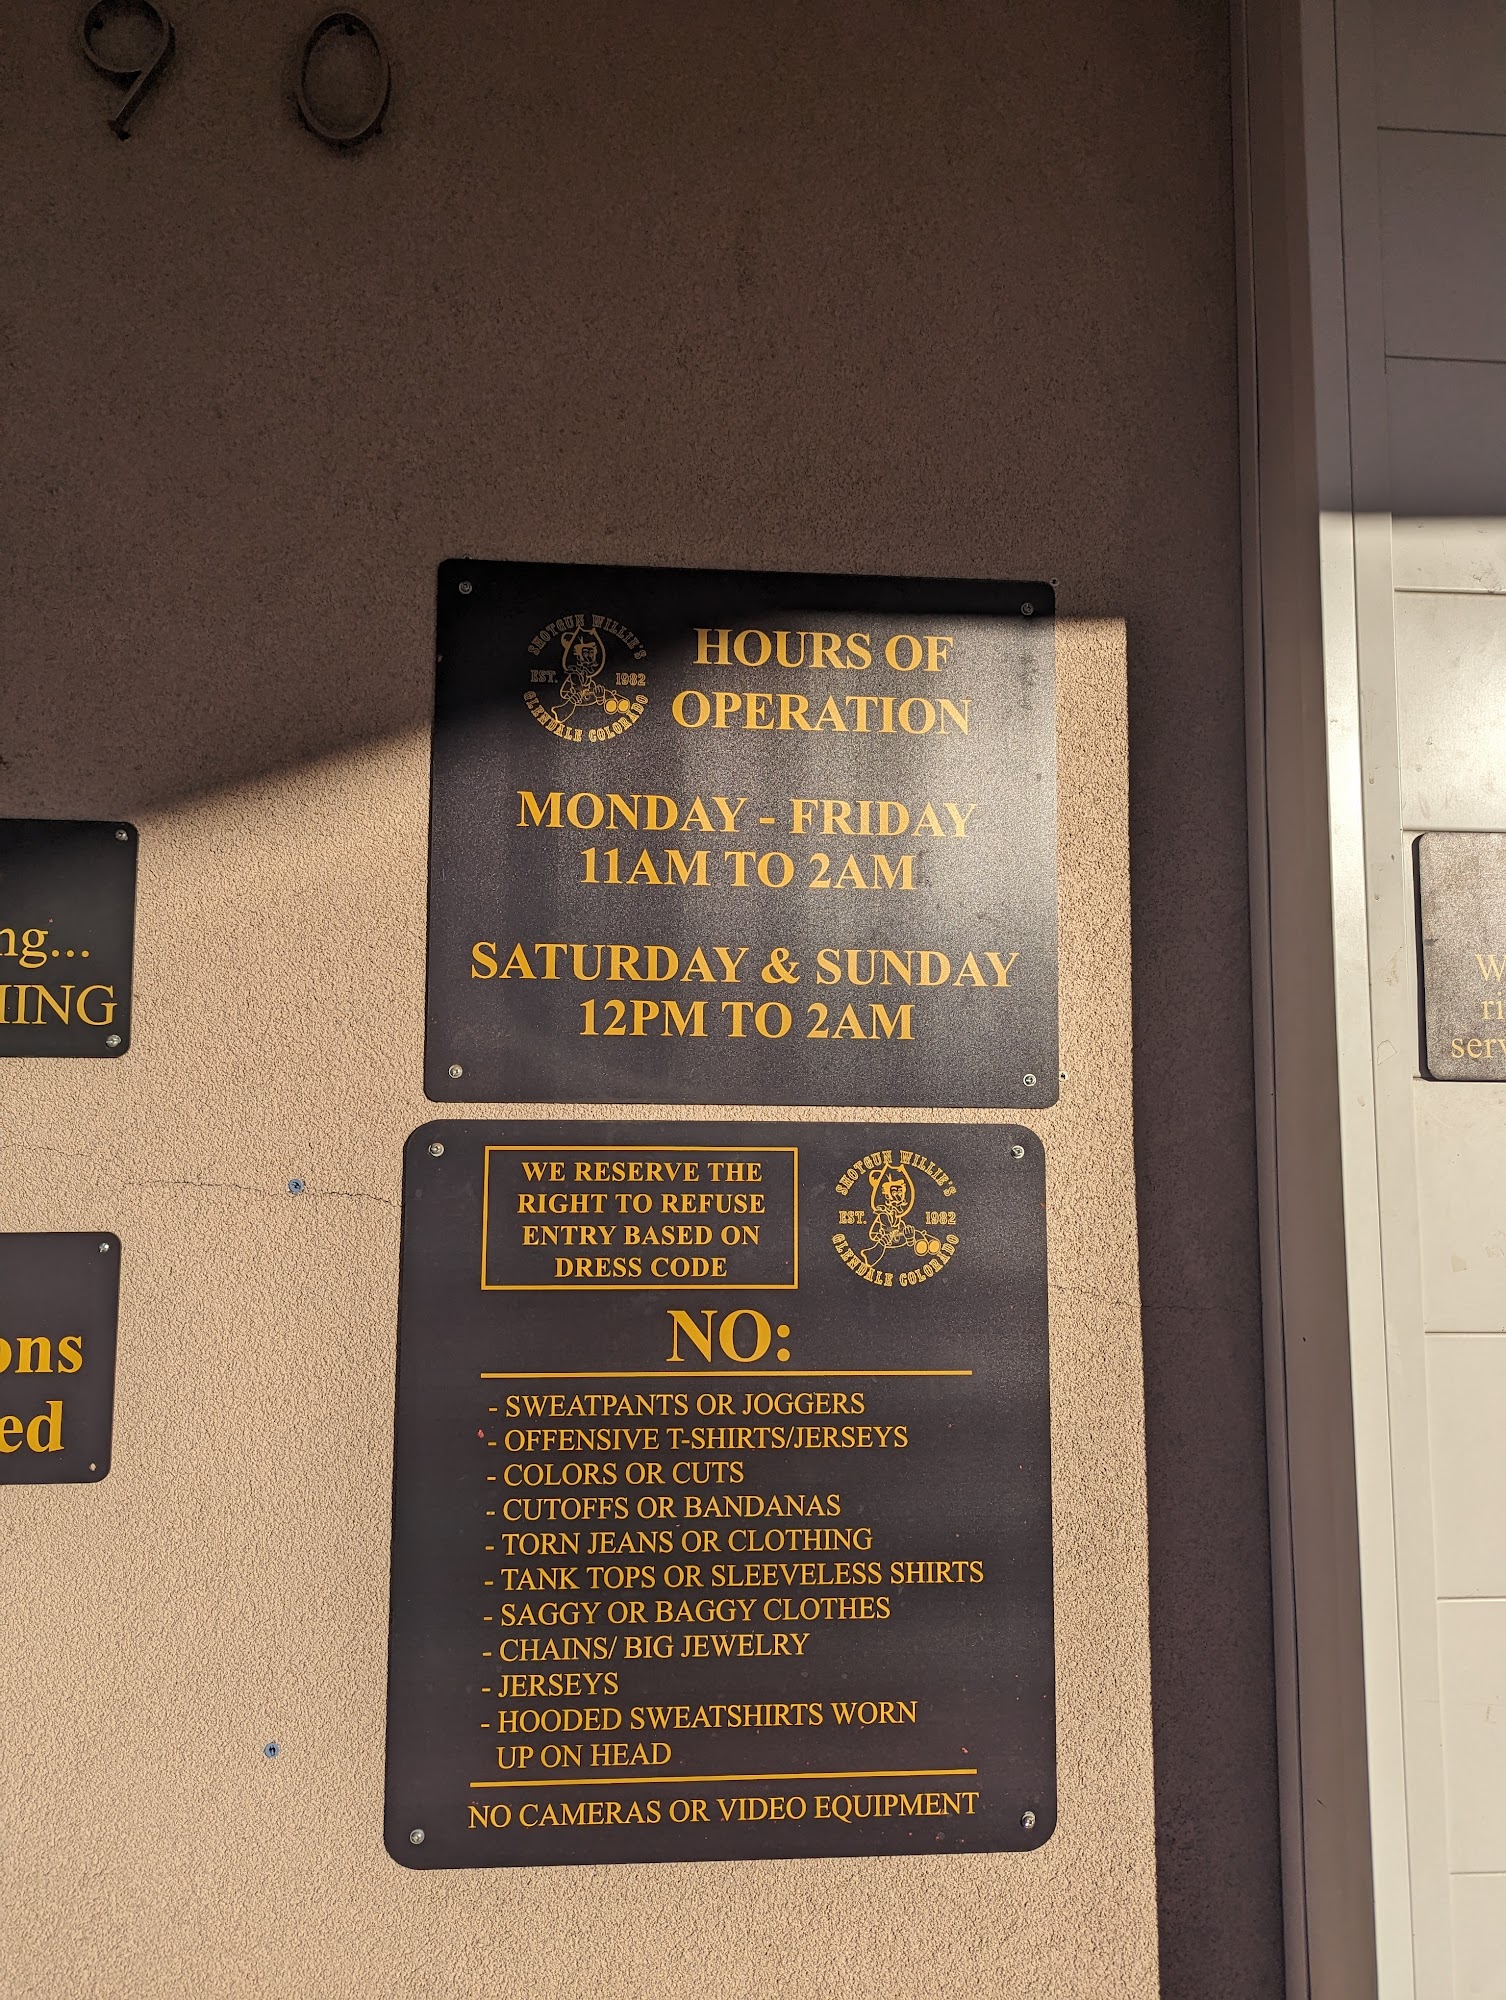 90
SHOTGUN WILLIE'S
EST. 1982
GLENDALE COLORADO
HOURS OF
OPERATION
MONDAY - FRIDAY
11AM TO 2AM
SATURDAY & SUNDAY
12PM TO 2AM
WE RESERVE THE
RIGHT TO REFUSE
ENTRY BASED ON
DRESS CODE
SHOTGUN WILLIE'S
EST. 1982
GLENDALE COLORADO
NO:
- SWEATPANTS OR JOGGERS
- OFFENSIVE T-SHIRTS/JERSEYS
- COLORS OR CUTS
- CUTOFFS OR BANDANAS
- TORN JEANS OR CLOTHING
- TANK TOPS OR SLEEVELESS SHIRTS
- SAGGY OR BAGGY CLOTHES
- CHAINS/ BIG JEWELRY
- JERSEYS
- HOODED SWEATSHIRTS WORN
UP ON HEAD
NO CAMERAS OR VIDEO EQUIPMENT